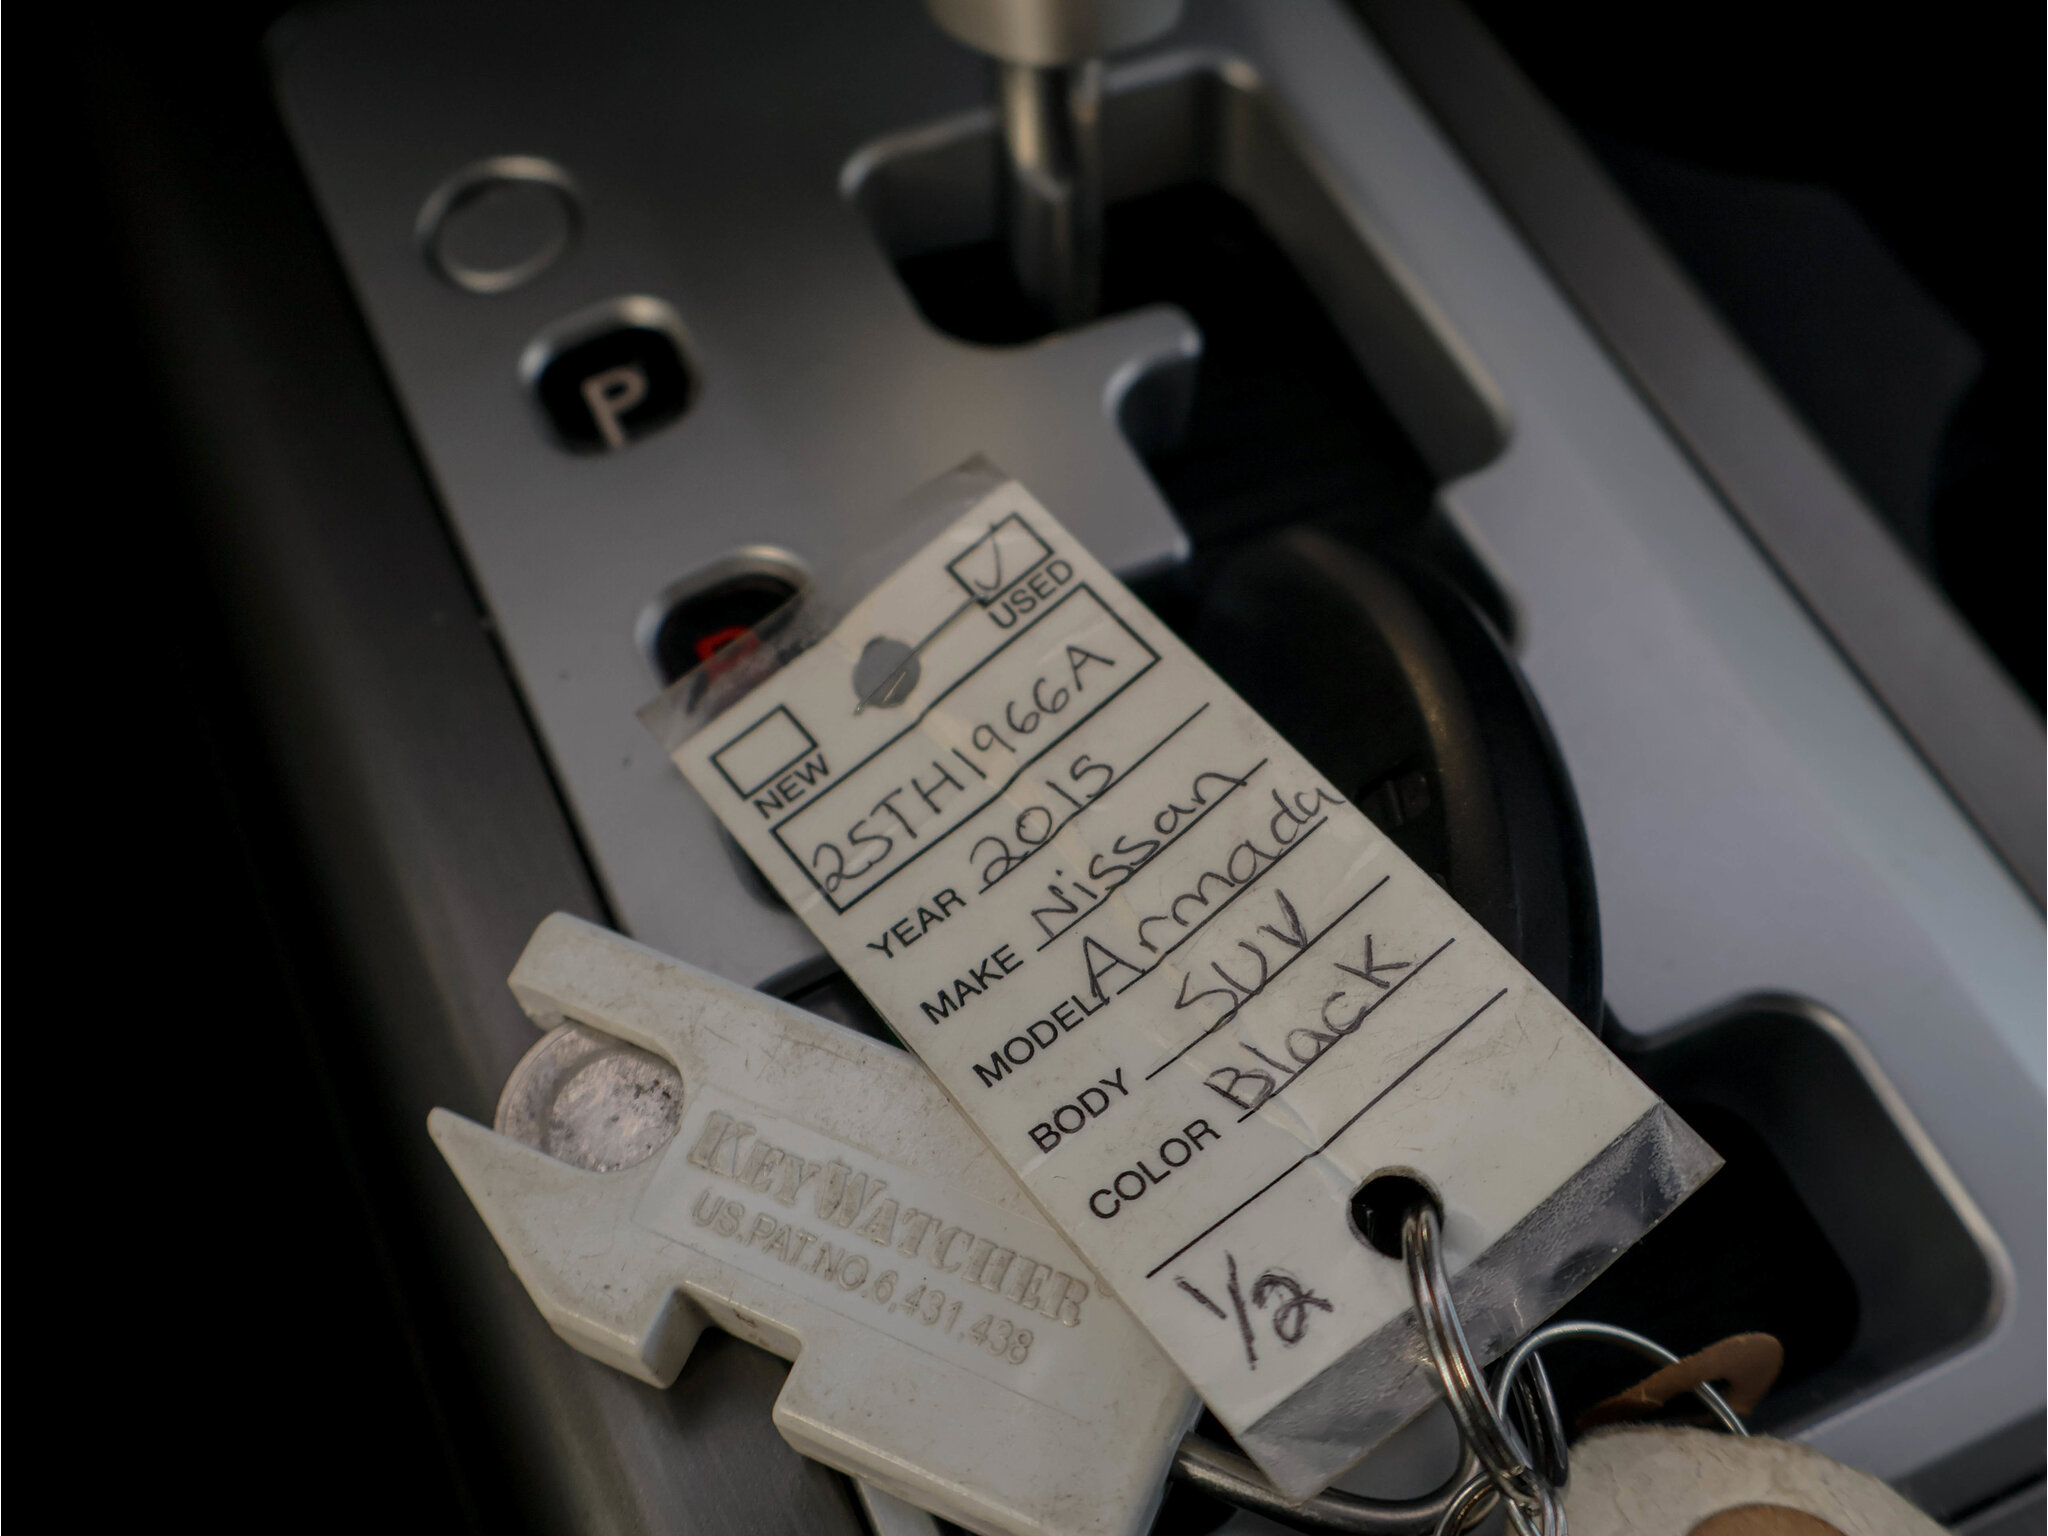 P
R
USED
NEW
25TH1966A
YEAR 2015
MAKE Nissan
MODEL Armada
BODY SUV
COLOR Black
1/2
KEYWATCHER
US.PAT.NO.6,431,438